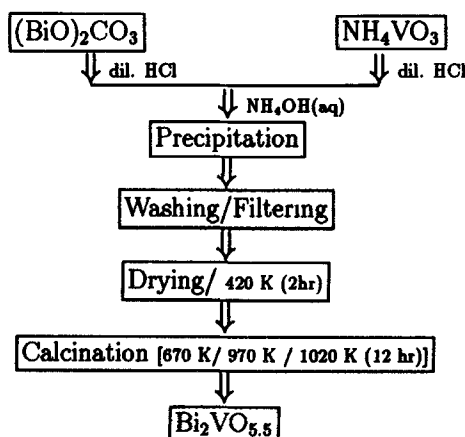 (BiO)₂CO₃ NH₄VO₃
dil. HCl dil. HCl
NH₄OH(aq)
Precipitation
Washing/Filtering
Drying/ 420 K (2hr)
Calcination [670 K/ 970 K / 1020 K (12 hr)]
Bi₂VO₅.₅